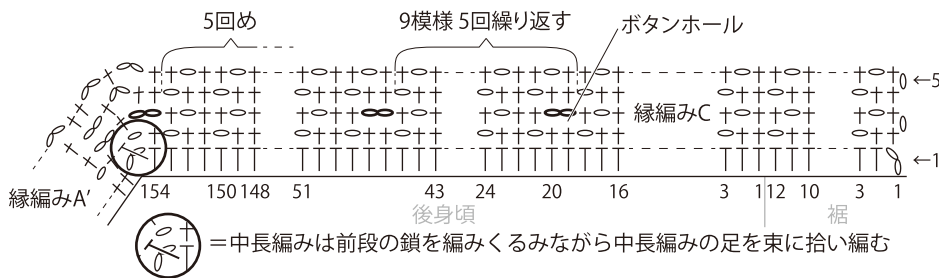 5回め
9模様 5回繰り返す
ボタンホール
←5
縁編みC
←1
縁編みA'
154 150 148 51 43 24 20 16 3 1 12 10 3 1
後身頃 裾
=中長編みは前段の鎖を編みくるみながら中長編みの足を束に拾い編む